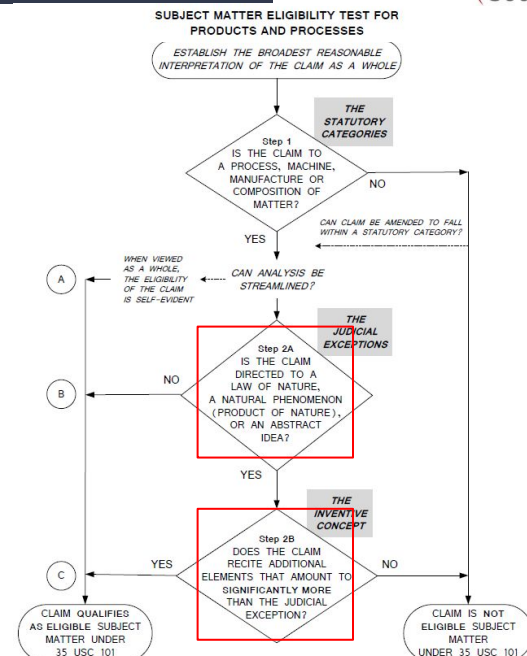 SUBJECT MATTER ELIGIBILITY TEST FOR
PRODUCTS AND PROCESSES
ESTABLISH THE BROADEST REASONABLE
INTERPRETATION OF THE CLAIM AS A WHOLE
THE
STATUTORY
CATEGORIES
Step 1
IS THE CLAIM TO
A PROCESS, MACHINE,
MANUFACTURE OR
COMPOSITION OF
MATTER?
NO
YES
CAN CLAIM BE AMENDED TO FALL
WITHIN A STATUTORY CATEGORY?
WHEN VIEWED
AS A WHOLE,
THE ELIGIBILITY
OF THE CLAIM
IS SELF-EVIDENT
A
CAN ANALYSIS BE
STREAMLINED?
THE
JUDICIAL
EXCEPTIONS
Step 2A
IS THE CLAIM
DIRECTED TO A
LAW OF NATURE,
A NATURAL PHENOMENON
(PRODUCT OF NATURE),
OR AN ABSTRACT
IDEA?
NO
B
YES
THE
INVENTIVE
CONCEPT
Step 2B
DOES THE CLAIM
RECITE ADDITIONAL
ELEMENTS THAT AMOUNT TO
SIGNIFICANTLY MORE
THAN THE JUDICIAL
EXCEPTION?
YES
NO
C
CLAIM QUALIFIES
AS ELIGIBLE SUBJECT
MATTER UNDER
35 USC 101
CLAIM IS NOT
ELIGIBLE SUBJECT
MATTER
UNDER 35 USC 101